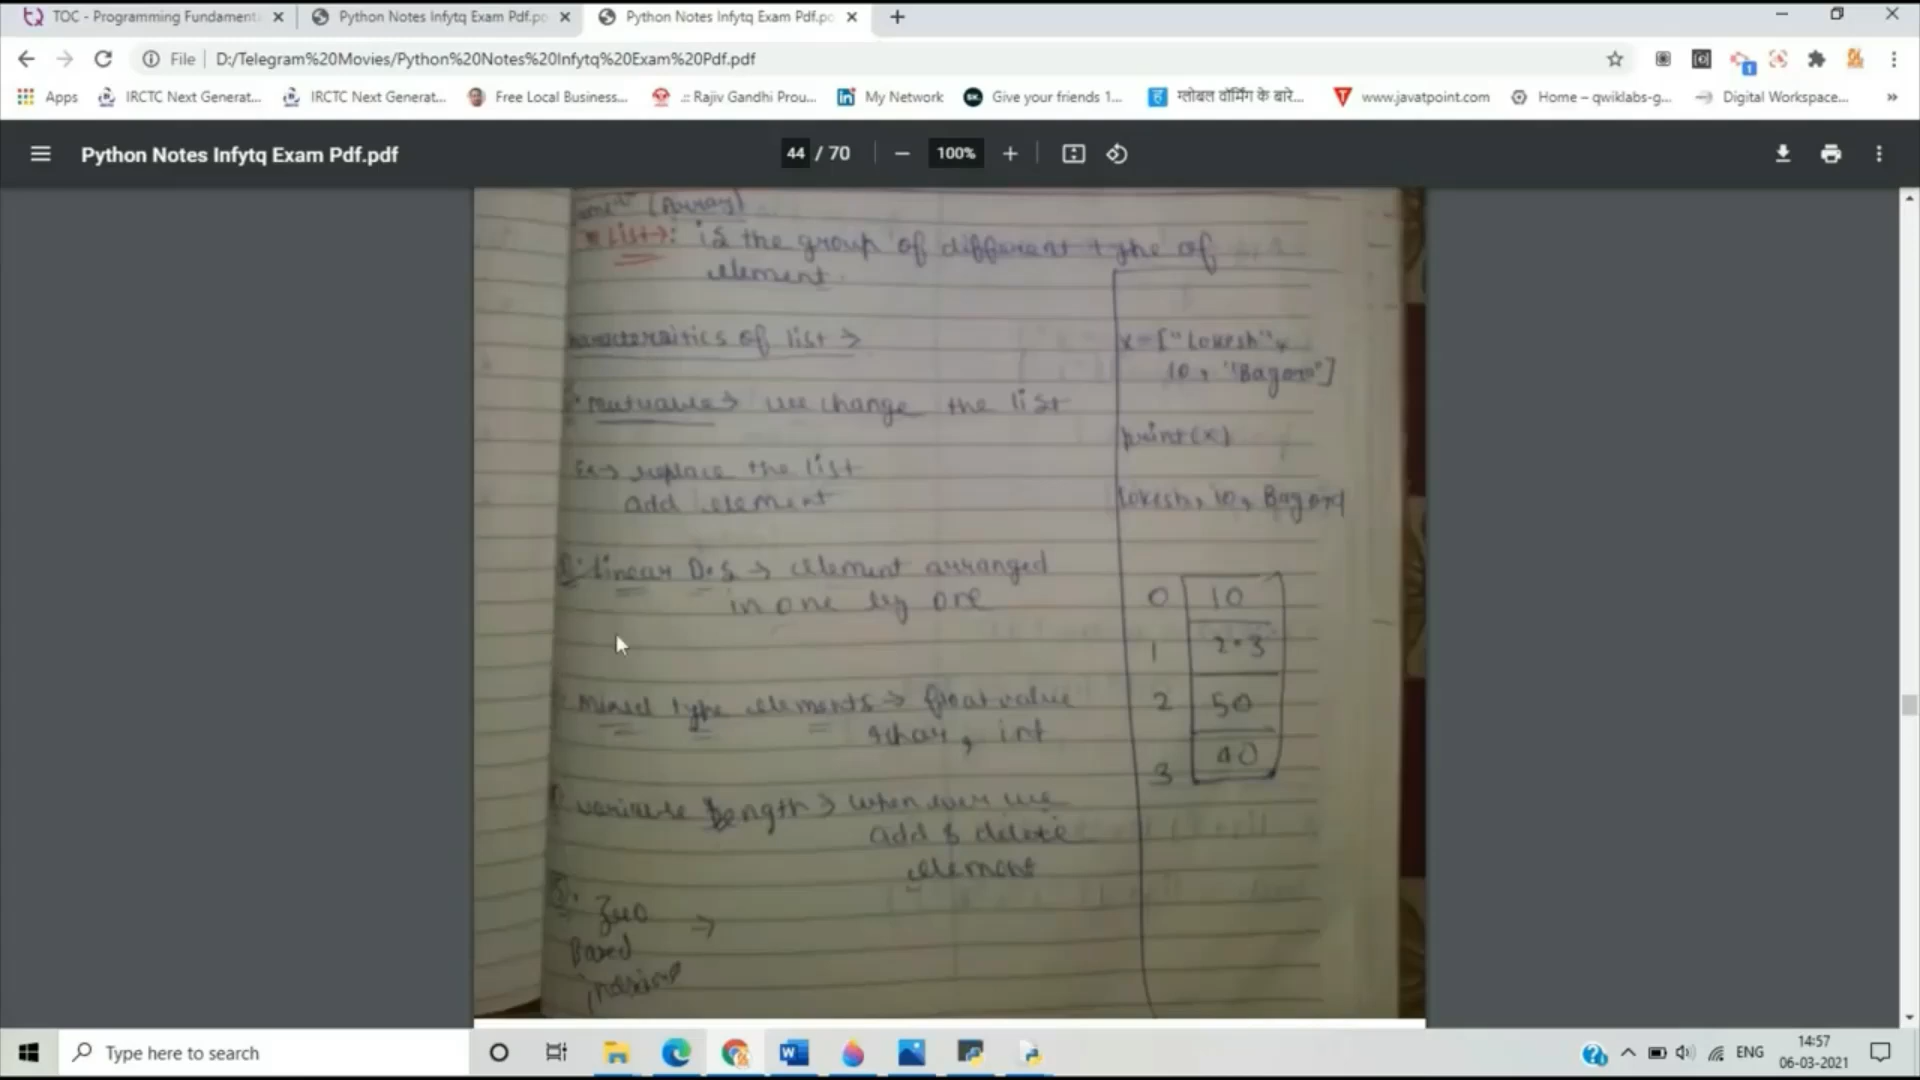 TOC - Programming Fundament
Python Notes Infytq Exam Pdf.po
Python Notes Infytq Exam Pdf.po
File
D:/Telegram%20Movies/Python%20Notes%20Infytq%20Exam%20Pdf.pdf
Apps
IRCTC Next Generat...
IRCTC Next Generat...
Free Local Business...
.:: Rajiv Gandhi Prou...
My Network
Give your friends 1...
ग्लोबल वॉर्मिंग के बारे...
www.javatpoint.com
Home – qwiklabs-g...
Digital Workspace...
Python Notes Infytq Exam Pdf.pdf
44 / 70
100%
(Array)
List→: is the group of different type of
element.
of list →
we change the list
Ex→ replace the list
add element
Linear D.S → element arranged
in one by one
mixed type elements → float value
int
Length → when ever we
add & delete
element
Zero →
Based
x=["Lokesh",
10, "Bagora"]
print(x)
Lokesh, 10,
0 10
1 2.3
2 50
3 40
Type here to search
ENG
14:57
06-03-2021